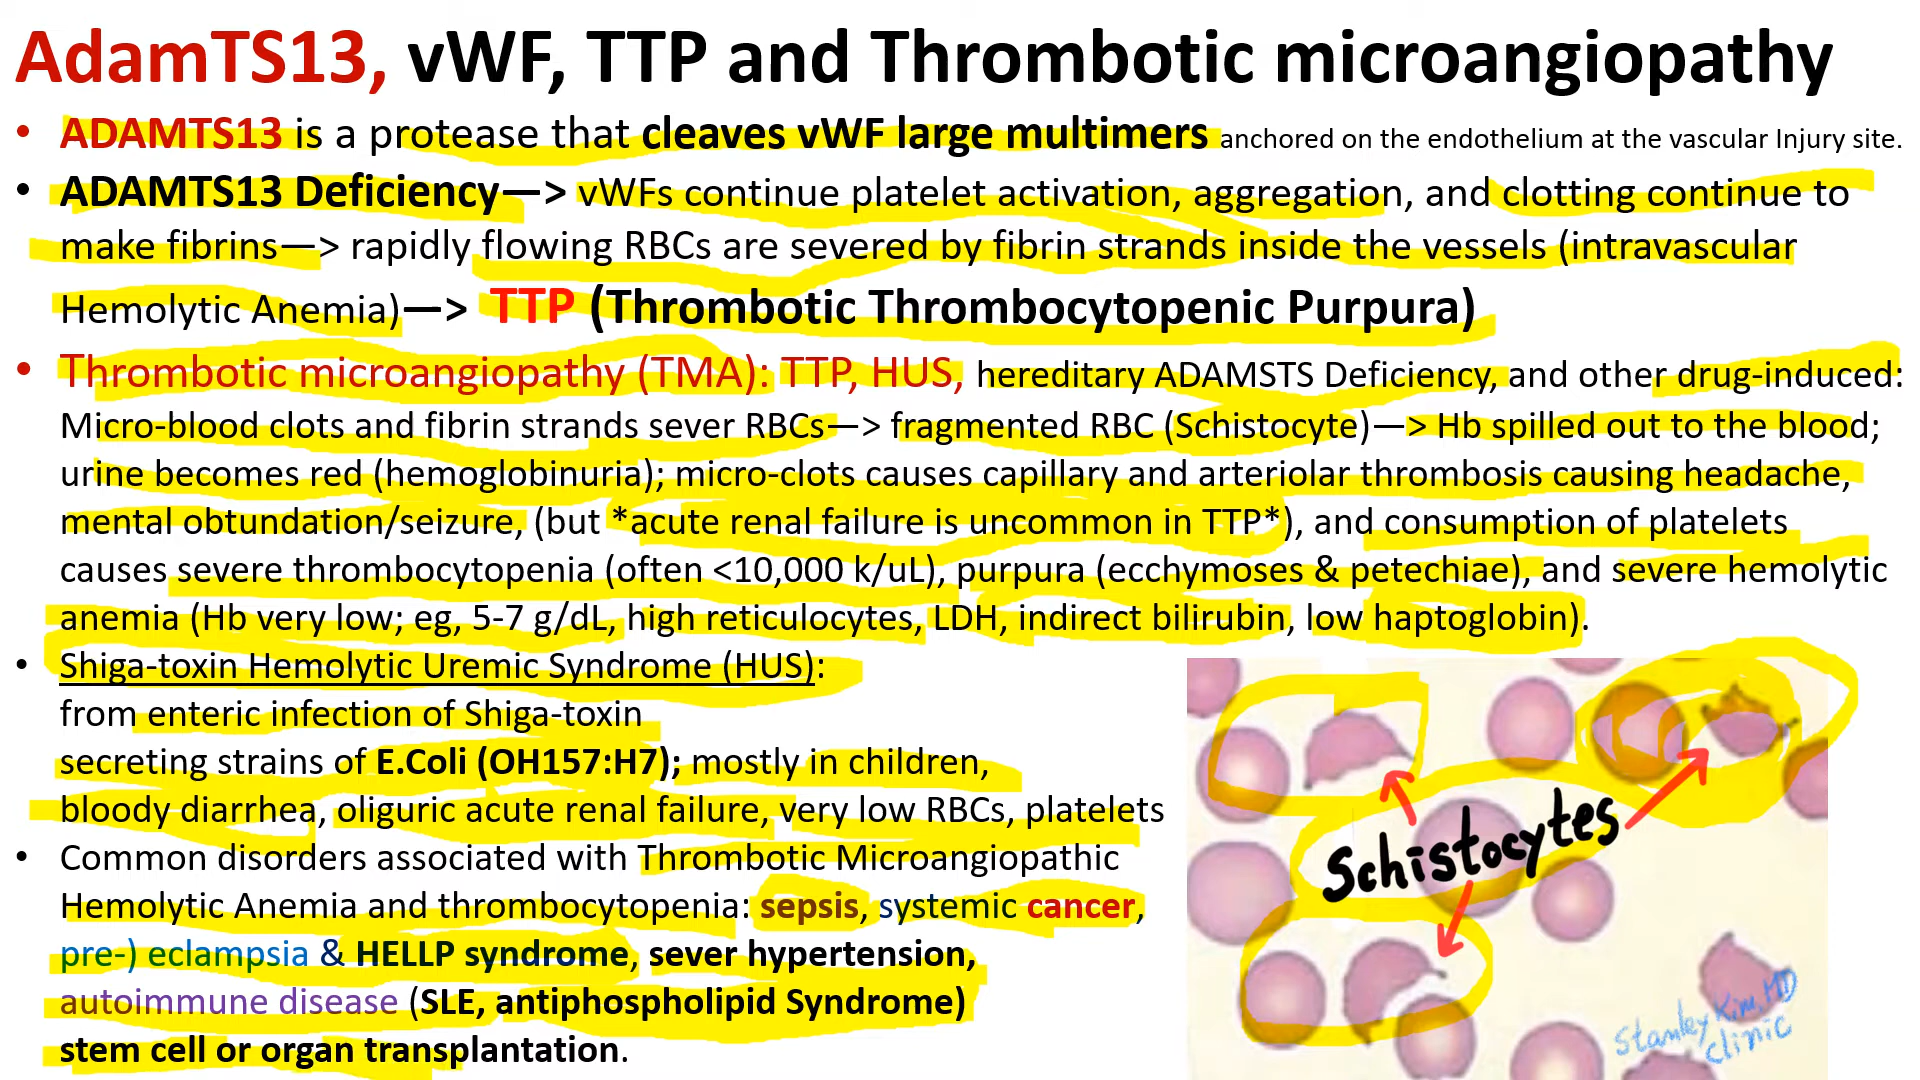 AdamTS13, vWF, TTP and Thrombotic microangiopathy
• ADAMTS13 is a protease that cleaves vWF large multimers anchored on the endothelium at the vascular Injury site.
• ADAMTS13 Deficiency—> vWFs continue platelet activation, aggregation, and clotting continue to
make fibrins—> rapidly flowing RBCs are severed by fibrin strands inside the vessels (intravascular
Hemolytic Anemia)—> TTP (Thrombotic Thrombocytopenic Purpura)
• Thrombotic microangiopathy (TMA): TTP, HUS, hereditary ADAMSTS Deficiency, and other drug-induced:
Micro-blood clots and fibrin strands sever RBCs—> fragmented RBC (Schistocyte)—> Hb spilled out to the blood;
urine becomes red (hemoglobinuria); micro-clots causes capillary and arteriolar thrombosis causing headache,
mental obtundation/seizure, (but *acute renal failure is uncommon in TTP*), and consumption of platelets
causes severe thrombocytopenia (often <10,000 k/uL), purpura (ecchymoses & petechiae), and severe hemolytic
anemia (Hb very low; eg, 5-7 g/dL, high reticulocytes, LDH, indirect bilirubin, low haptoglobin).
• Shiga-toxin Hemolytic Uremic Syndrome (HUS):
from enteric infection of Shiga-toxin
secreting strains of E.Coli (OH157:H7); mostly in children,
bloody diarrhea, oliguric acute renal failure, very low RBCs, platelets
• Common disorders associated with Thrombotic Microangiopathic
Hemolytic Anemia and thrombocytopenia: sepsis, systemic cancer,
pre-) eclampsia & HELLP syndrome, sever hypertension,
autoimmune disease (SLE, antiphospholipid Syndrome)
stem cell or organ transplantation.
Schistocytes
Stanley Kim, MD
clinic